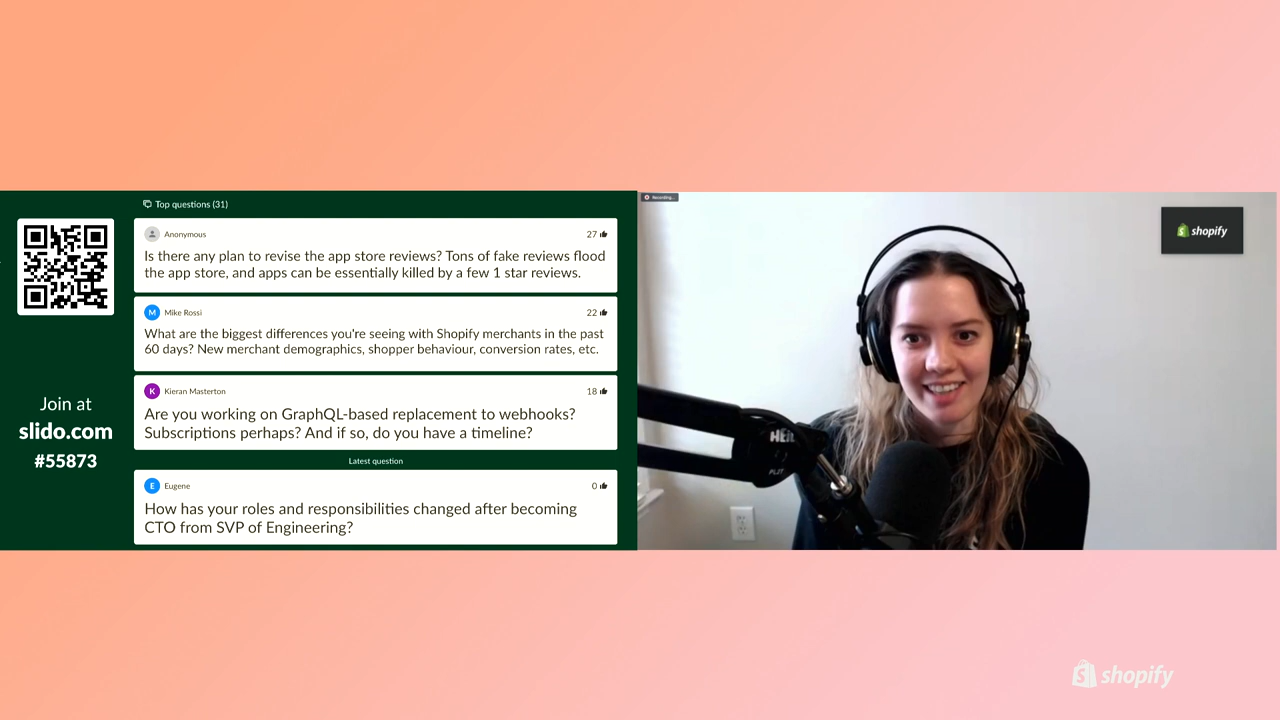 Top questions (31)
Anonymous
27
Is there any plan to revise the app store reviews? Tons of fake reviews flood
the app store, and apps can be essentially killed by a few 1 star reviews.
M
Mike Rossi
22
What are the biggest differences you're seeing with Shopify merchants in the past
60 days? New merchant demographics, shopper behaviour, conversion rates, etc.
K
Kieran Masterton
18
Are you working on GraphQL-based replacement to webhooks?
Subscriptions perhaps? And if so, do you have a timeline?
Latest question
E
Eugene
0
How has your roles and responsibilities changed after becoming
CTO from SVP of Engineering?
Join at
slido.com
#55873
Recording...
shopify
HEIL
shopify